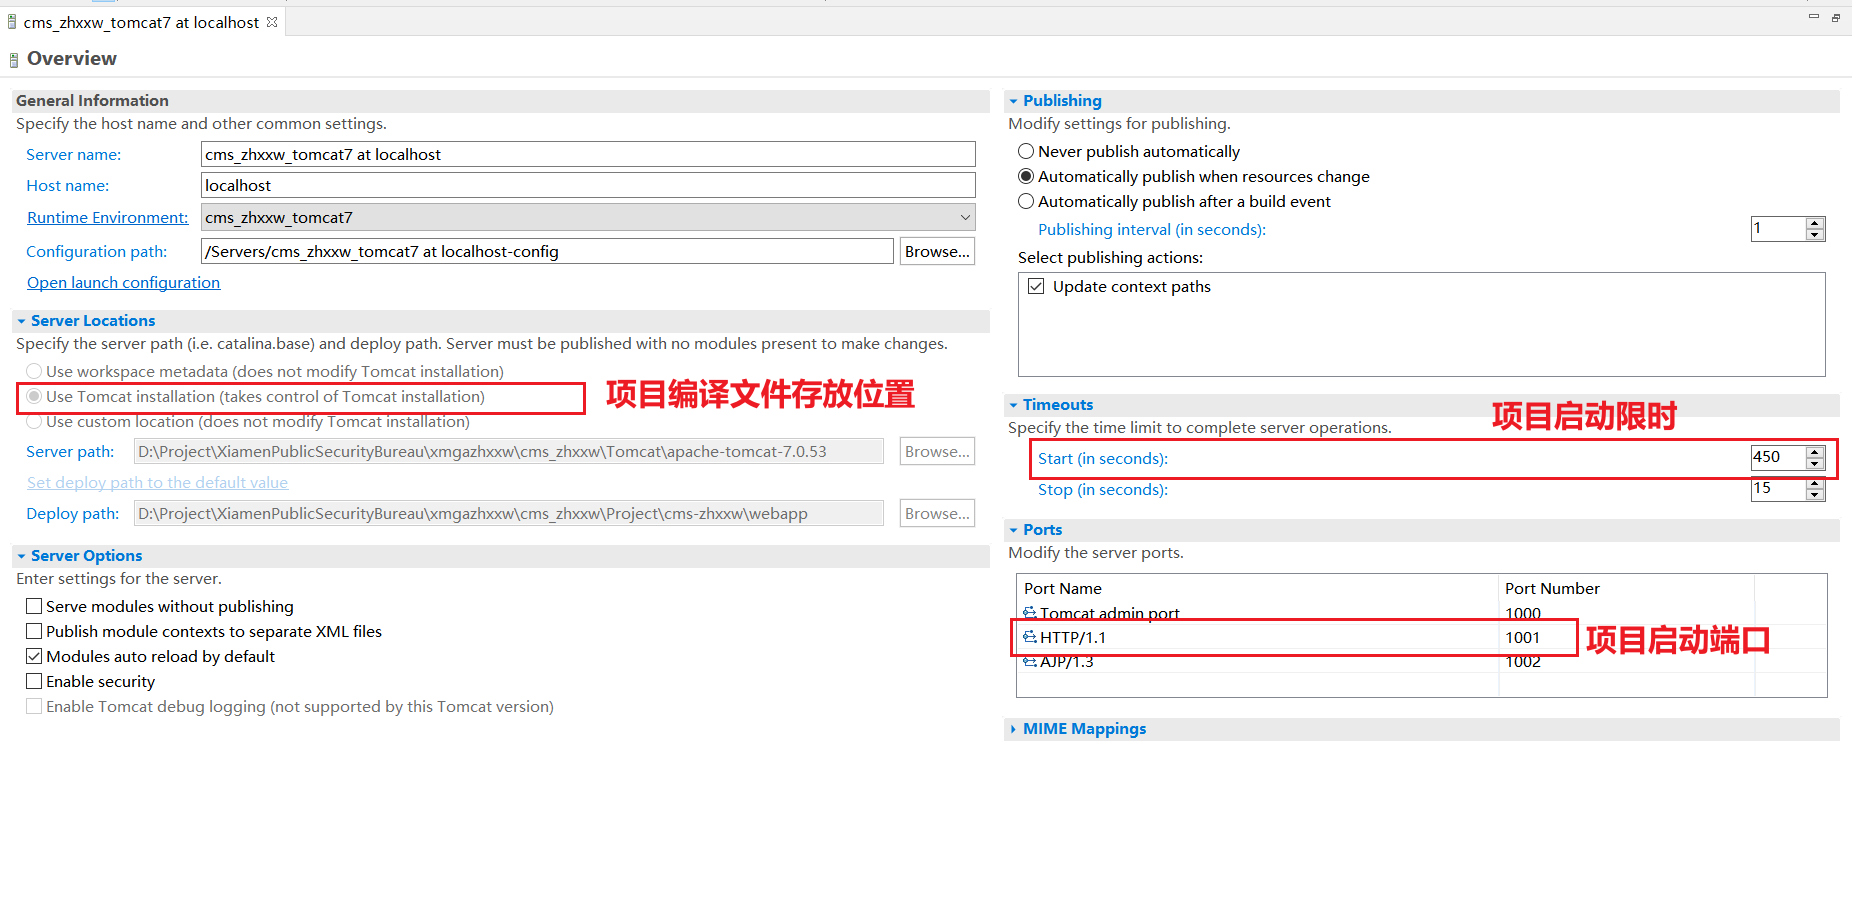 cms_zhxxw_tomcat7 at localhost
Overview
General Information
Specify the host name and other common settings.
Server name: cms_zhxxw_tomcat7 at localhost
Host name: localhost
Runtime Environment: cms_zhxxw_tomcat7
Configuration path: /Servers/cms_zhxxw_tomcat7 at localhost-config Browse...
Open launch configuration
Server Locations
Specify the server path (i.e. catalina.base) and deploy path. Server must be published with no modules present to make changes.
Use workspace metadata (does not modify Tomcat installation)
Use Tomcat installation (takes control of Tomcat installation) 项目编译文件存放位置
Use custom location (does not modify Tomcat installation)
Server path: D:\Project\XiamenPublicSecurityBureau\xmgazhxxw\cms_zhxxw\Tomcat\apache-tomcat-7.0.53 Browse...
Set deploy path to the default value
Deploy path: D:\Project\XiamenPublicSecurityBureau\xmgazhxxw\cms_zhxxw\Project\cms-zhxxw\webapp Browse...
Server Options
Enter settings for the server.
Serve modules without publishing
Publish module contexts to separate XML files
Modules auto reload by default
Enable security
Enable Tomcat debug logging (not supported by this Tomcat version)
Publishing
Modify settings for publishing.
Never publish automatically
Automatically publish when resources change
Automatically publish after a build event
Publishing interval (in seconds): 1
Select publishing actions:
Update context paths
Timeouts
项目启动限时
Specify the time limit to complete server operations.
Start (in seconds): 450
Stop (in seconds): 15
Ports
Modify the server ports.
Port Name Port Number
Tomcat admin port 1000
HTTP/1.1 1001 项目启动端口
AJP/1.3 1002
MIME Mappings